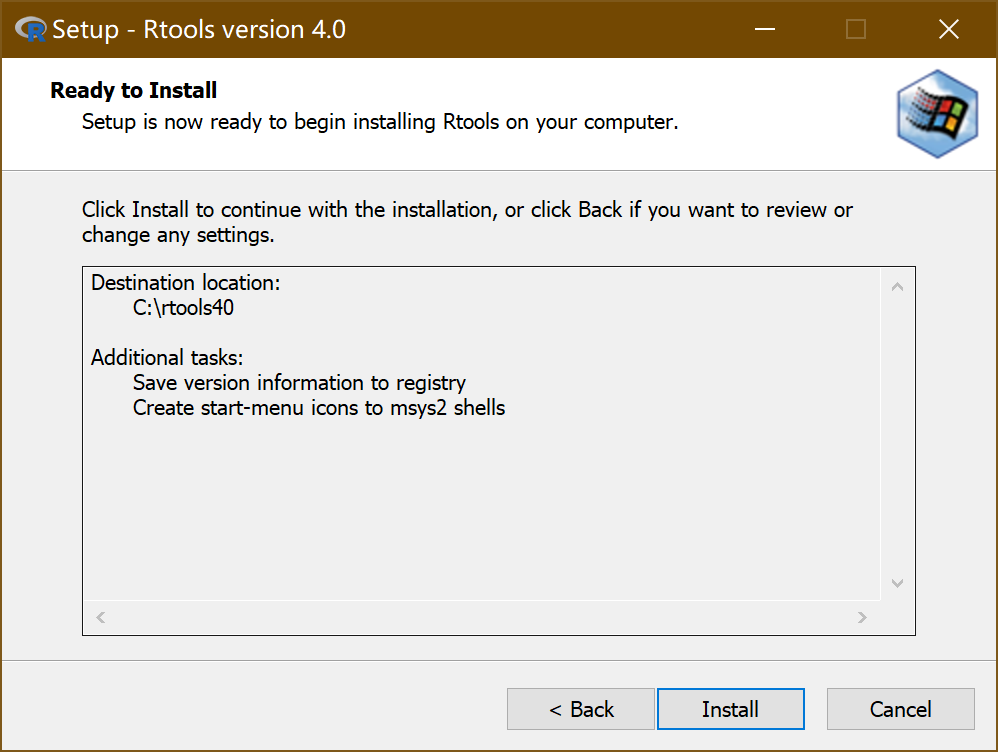 Setup - Rtools version 4.0
Ready to Install
Setup is now ready to begin installing Rtools on your computer.
Click Install to continue with the installation, or click Back if you want to review or
change any settings.
Destination location:
C:\rtools40
Additional tasks:
Save version information to registry
Create start-menu icons to msys2 shells
< Back
Install
Cancel